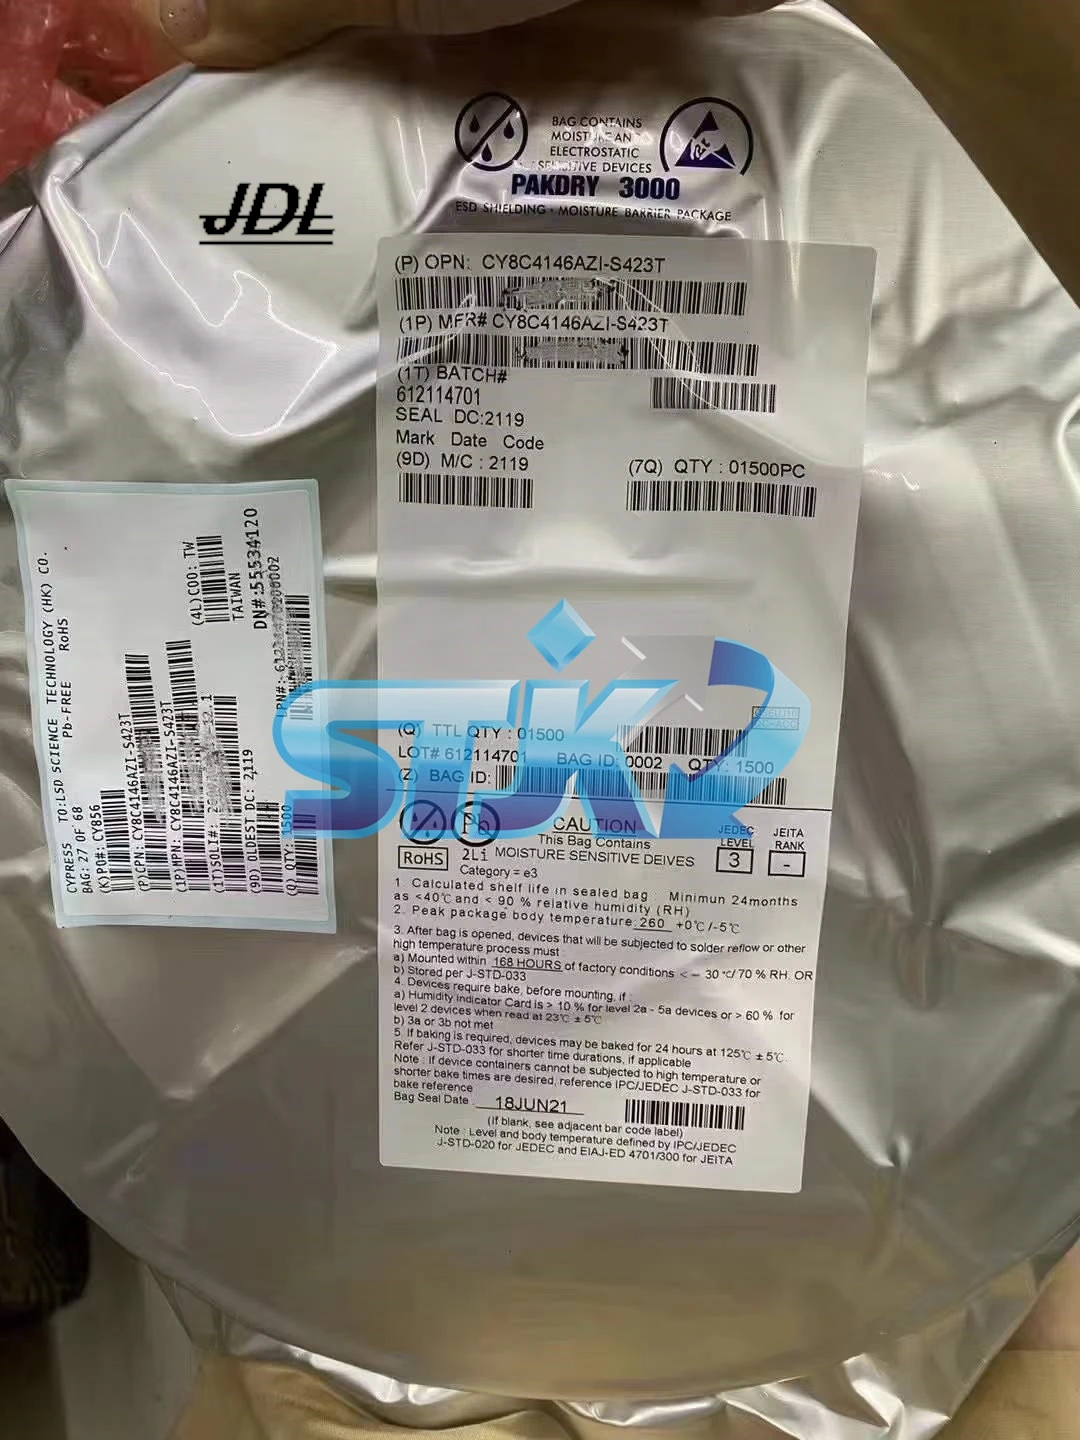 BAG CONTAINS
MOISTURE AN
ELECTROSTATIC
SENSITIVE DEVICES
PAKDRY 3000
ESD SHIELDING · MOISTURE BARRIER PACKAGE
JDL
(P) OPN: CY8C4146AZI-S423T
(1P) MFR# CY8C4146AZI-S423T
(1T) BATCH#
612114701
SEAL DC:2119
Mark Date Code
(9D) M/C : 2119
(7Q) QTY : 01500PC
(Q) TTL QTY : 01500
LOT# 612114701 BAG ID: 0002 QTY: 1500
(Z) BAG ID:
STJK
Pb
RoHS
2Li
CAUTION
This Bag Contains
MOISTURE SENSITIVE DEIVES
Category = e3
JEDEC
LEVEL
3
JEITA
RANK
-
1. Calculated shelf life in sealed bag Minimun 24months
as <40℃ and < 90 % relative humidity (RH)
2. Peak package body temperature: 260 +0℃/-5℃
3. After bag is opened, devices that will be subjected to solder reflow or other
high temperature process must
a) Mounted within 168 HOURS of factory conditions <= 30 ℃/ 70 % RH. OR
b) Stored per J-STD-033
4. Devices require bake, before mounting, if :
a) Humidity Indicator Card is > 10 % for level 2a - 5a devices or > 60 % for
level 2 devices when read at 23℃ ± 5℃
b) 3a or 3b not met
5. If baking is required, devices may be baked for 24 hours at 125℃ ± 5℃.
Refer J-STD-033 for shorter time durations, if applicable
Note : If device containers cannot be subjected to high temperature or
shorter bake times are desired, reference IPC/JEDEC J-STD-033 for
bake reference
Bag Seal Date : 18JUN21
(If blank, see adjacent bar code label)
Note : Level and body temperature defined by IPC/JEDEC
J-STD-020 for JEDEC and EIAJ-ED 4701/300 for JEITA
CYPRESS TO:LSD SCIENCE TECHNOLOGY (HK) CO.
BAG: 27 OF 68 Pb-FREE RoHS
(K)PO#: CY856
(P)CPN: CY8C4146AZI-S423T
(1P)MPN: CY8C4146AZI-S423T
(9D) OLDEST DC: 2119
(Q) QTY: 1500
(4L)COO: TW
TAIWAN
DN#:55534120